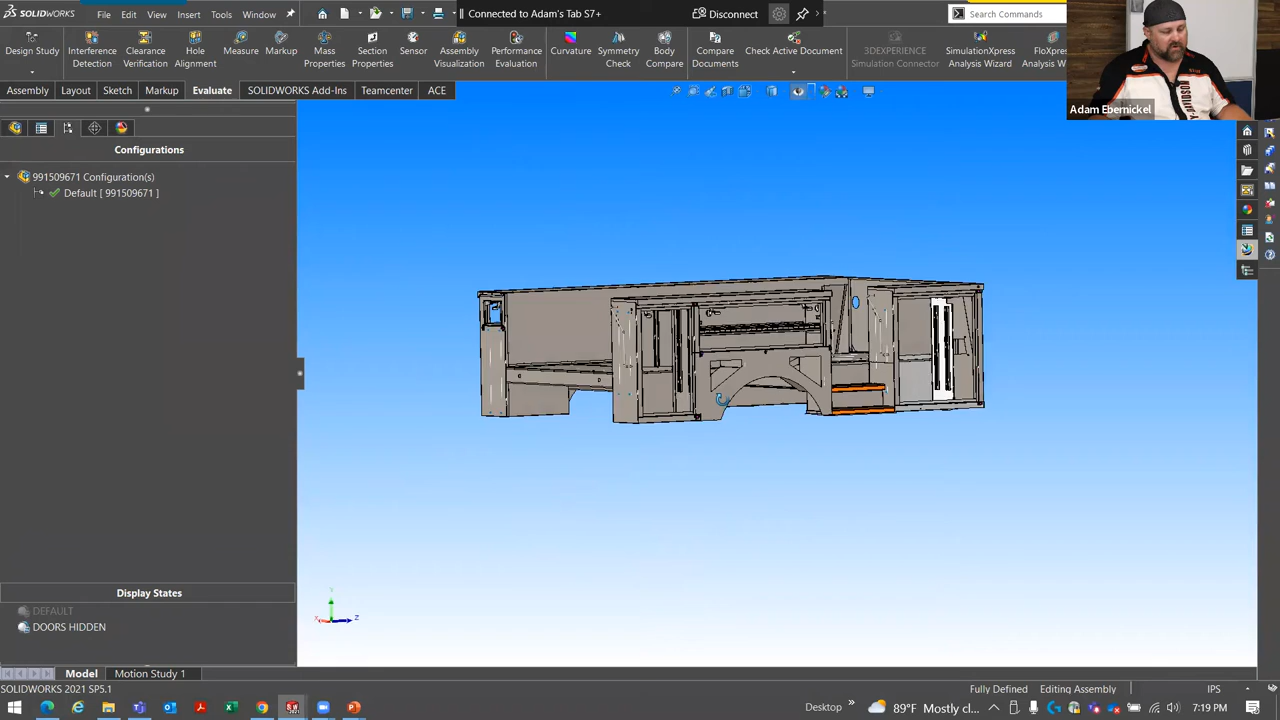 SOLIDWORKS
File Edit View Insert Tools Window
Connected to Adam's Tab S7+ Disconnect
Search Commands
Design Study
Interference Detection
Clearance Verification
Hole Alignment
Measure
Markup
Mass Properties
Sensor
Assembly Visualization
Performance Evaluation
Curvature
Symmetry Check
Body Compare
Compare Documents
Check Active Document
3DEXPERIENCE Simulation Connector
SimulationXpress Analysis Wizard
Assembly Layout Sketch Markup Evaluate SOLIDWORKS Add-Ins Teamcenter ACE
Adam Ebernickel
Configurations
991509671 Configuration(s)
Default [ 991509671 ]
Display States
DEFAULT
DOORS HIDDEN
Y
X
Z
Model Motion Study 1
SOLIDWORKS 2021 SP5.1
Fully Defined Editing Assembly IPS
Desktop 89°F Mostly cl... 7:19 PM